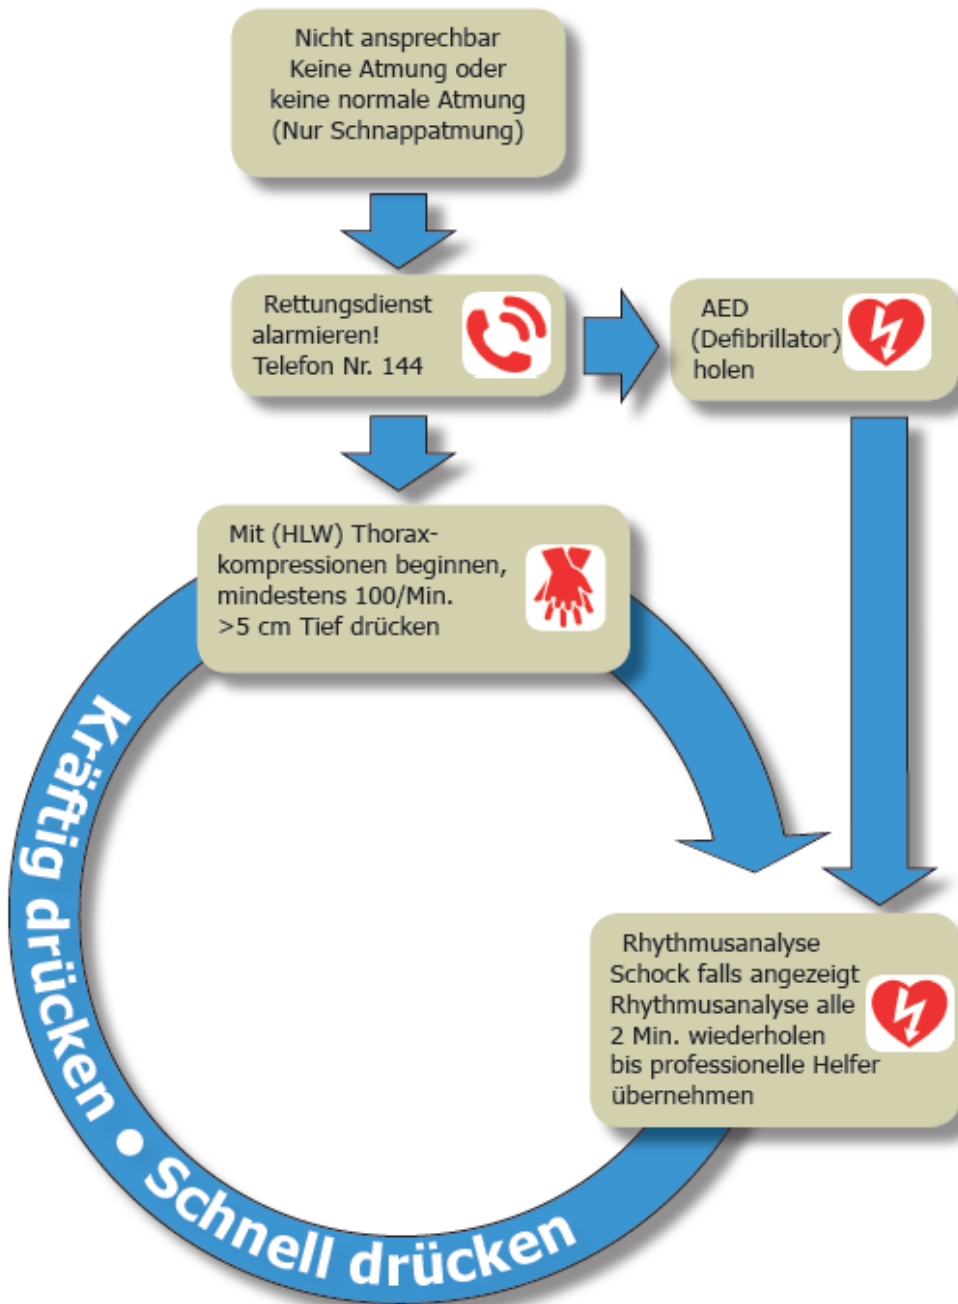 Nicht ansprechbar
Keine Atmung oder
keine normale Atmung
(Nur Schnappatmung)
Rettungsdienst
alarmieren!
Telefon Nr. 144
AED
(Defibrillator)
holen
Mit (HLW) Thorax-
kompressionen beginnen,
mindestens 100/Min.
>5 cm Tief drücken
Rhythmusanalyse
Schock falls angezeigt
Rhythmusanalyse alle
2 Min. wiederholen
bis professionelle Helfer
übernehmen
Kräftig drücken • Schnell drücken